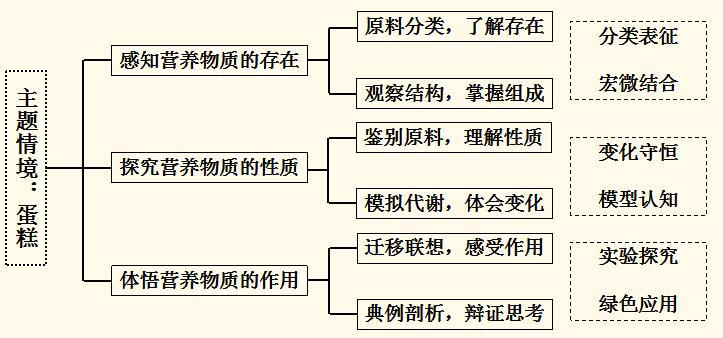 主题情境：蛋糕
感知营养物质的存在
原料分类，了解存在
观察结构，掌握组成
分类表征
宏微结合
探究营养物质的性质
鉴别原料，理解性质
模拟代谢，体会变化
变化守恒
模型认知
体悟营养物质的作用
迁移联想，感受作用
典例剖析，辩证思考
实验探究
绿色应用